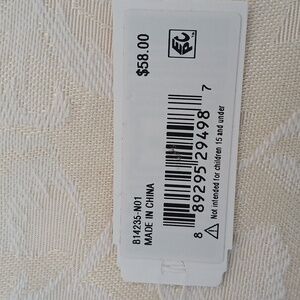 $58.00
B14235-N01
MADE IN CHINA
8 89295 29498 7
Not intended for children 15 and under